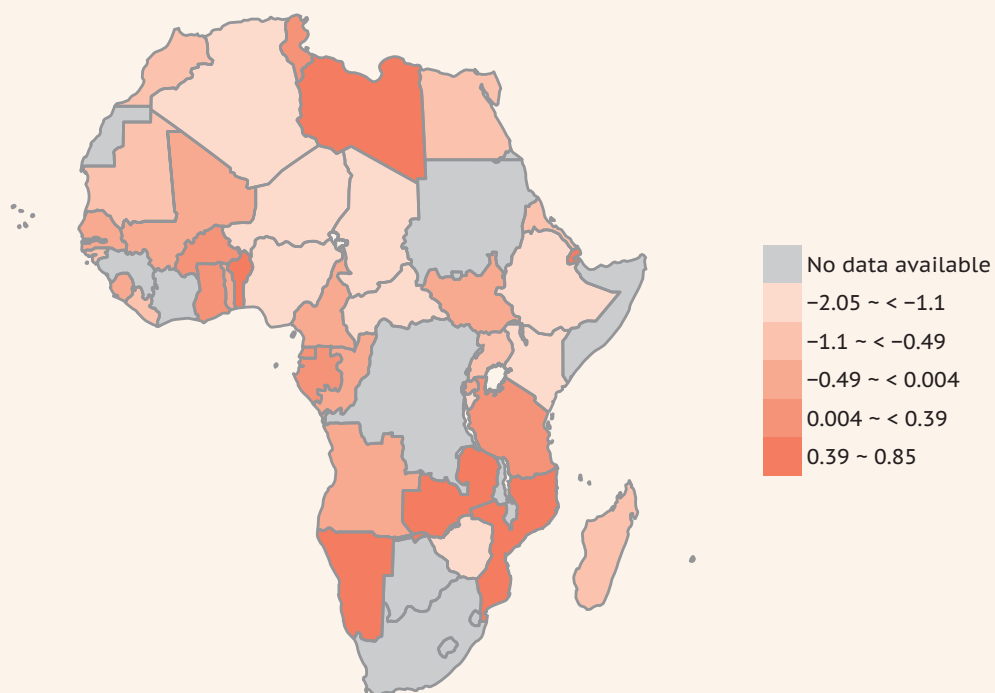 No data available
−2.05 ~ < −1.1
−1.1 ~ < −0.49
−0.49 ~ < 0.004
0.004 ~ < 0.39
0.39 ~ 0.85